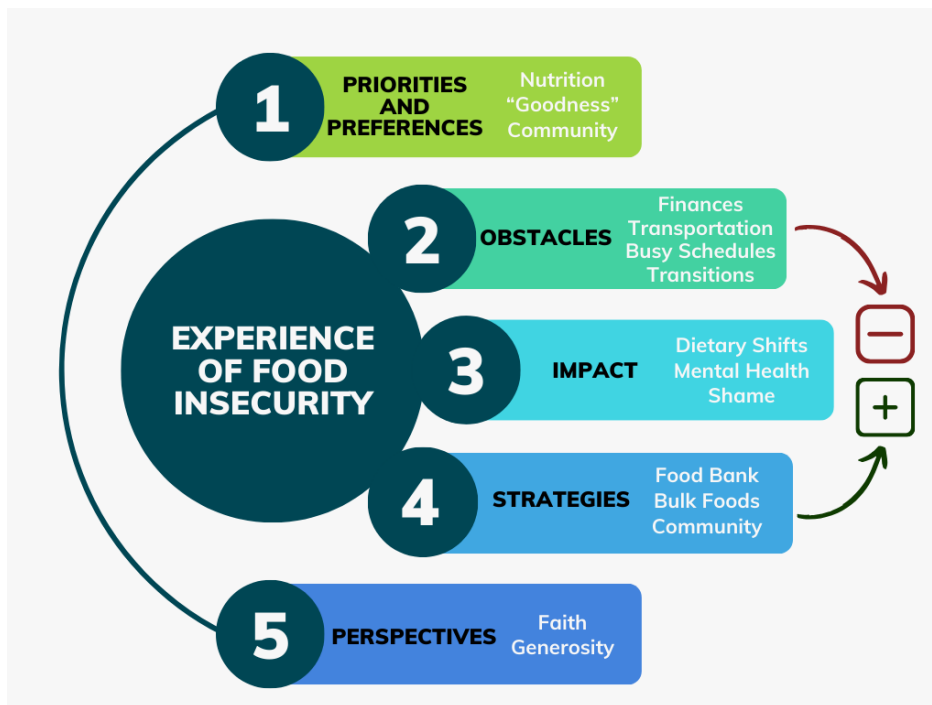 1
PRIORITIES
AND
PREFERENCES
Nutrition
“Goodness”
Community
2
OBSTACLES
Finances
Transportation
Busy Schedules
Transitions
EXPERIENCE
OF FOOD
INSECURITY
3
IMPACT
Dietary Shifts
Mental Health
Shame
−
+
4
STRATEGIES
Food Bank
Bulk Foods
Community
5
PERSPECTIVES
Faith
Generosity